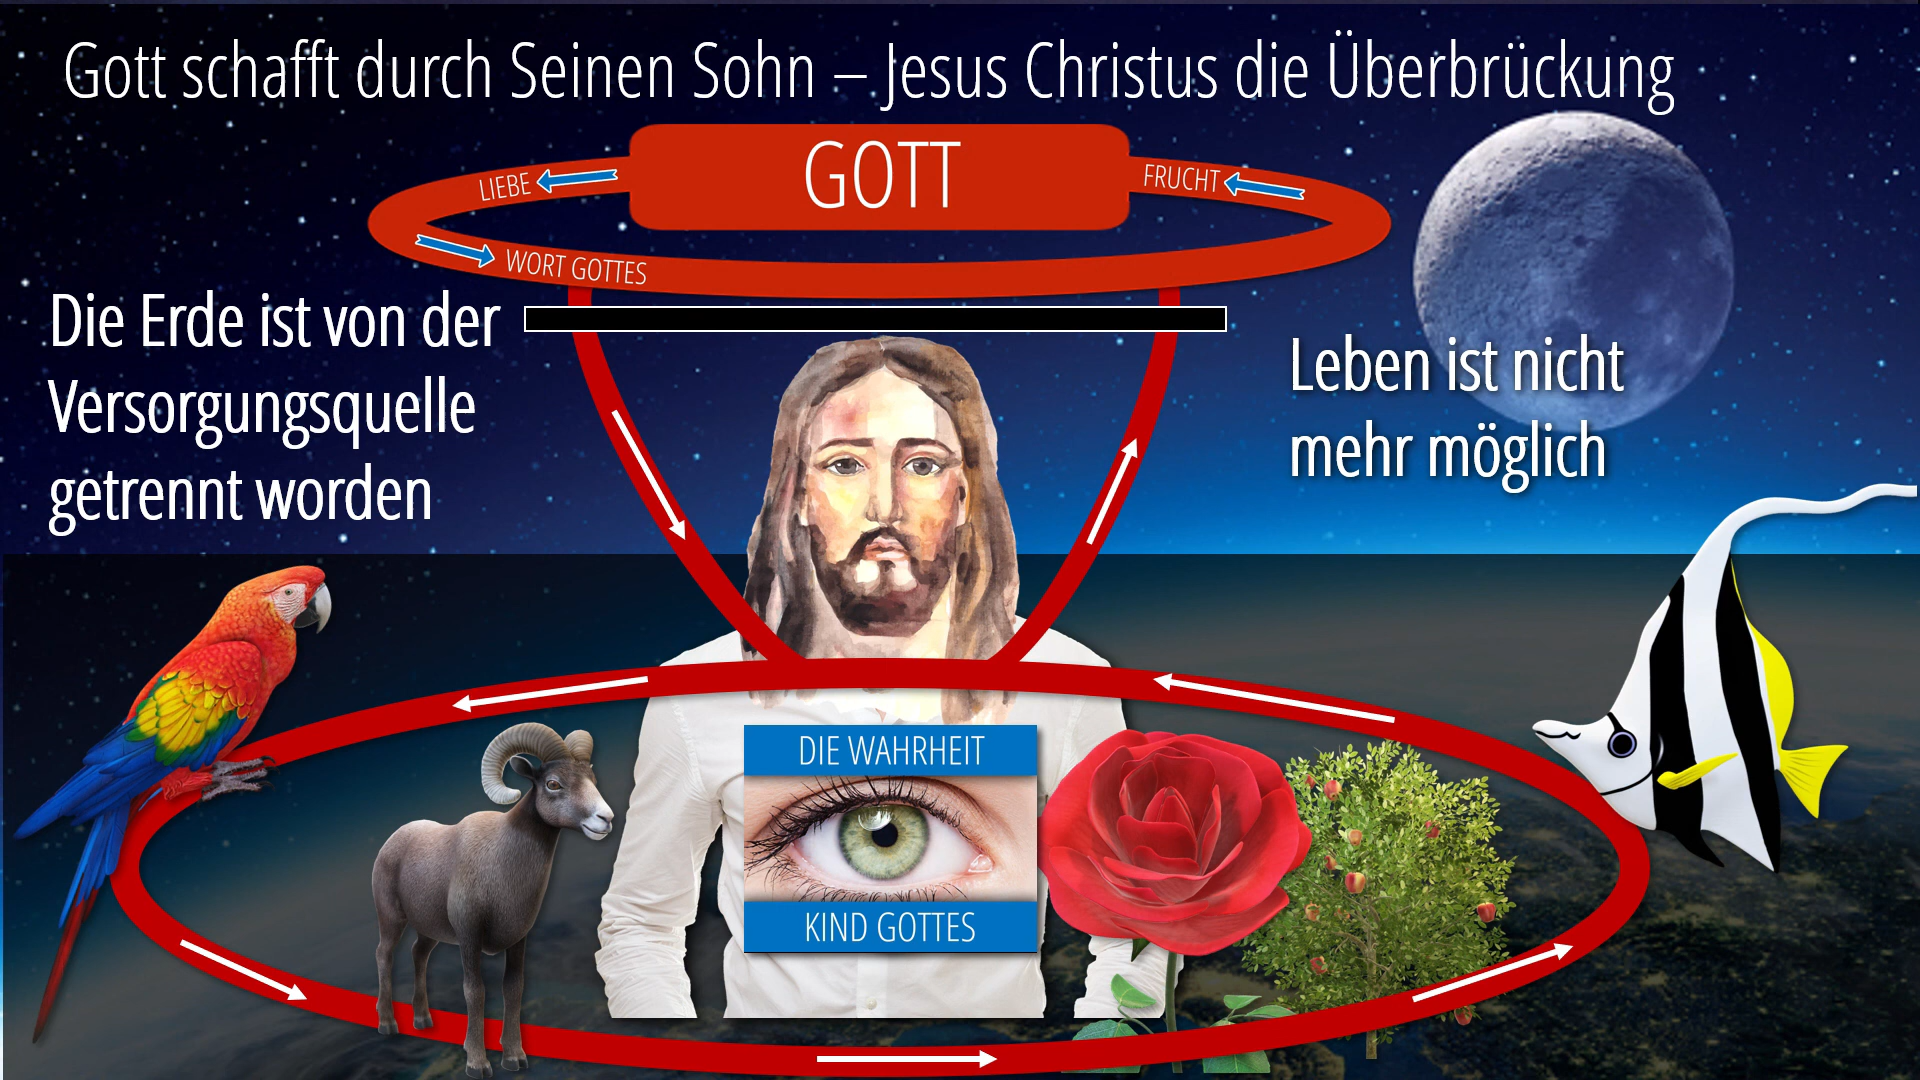 Gott schafft durch Seinen Sohn – Jesus Christus die Überbrückung
GOTT
LIEBE
FRUCHT
WORT GOTTES
Die Erde ist von der
Versorgungsquelle
getrennt worden
Leben ist nicht
mehr möglich
DIE WAHRHEIT
KIND GOTTES